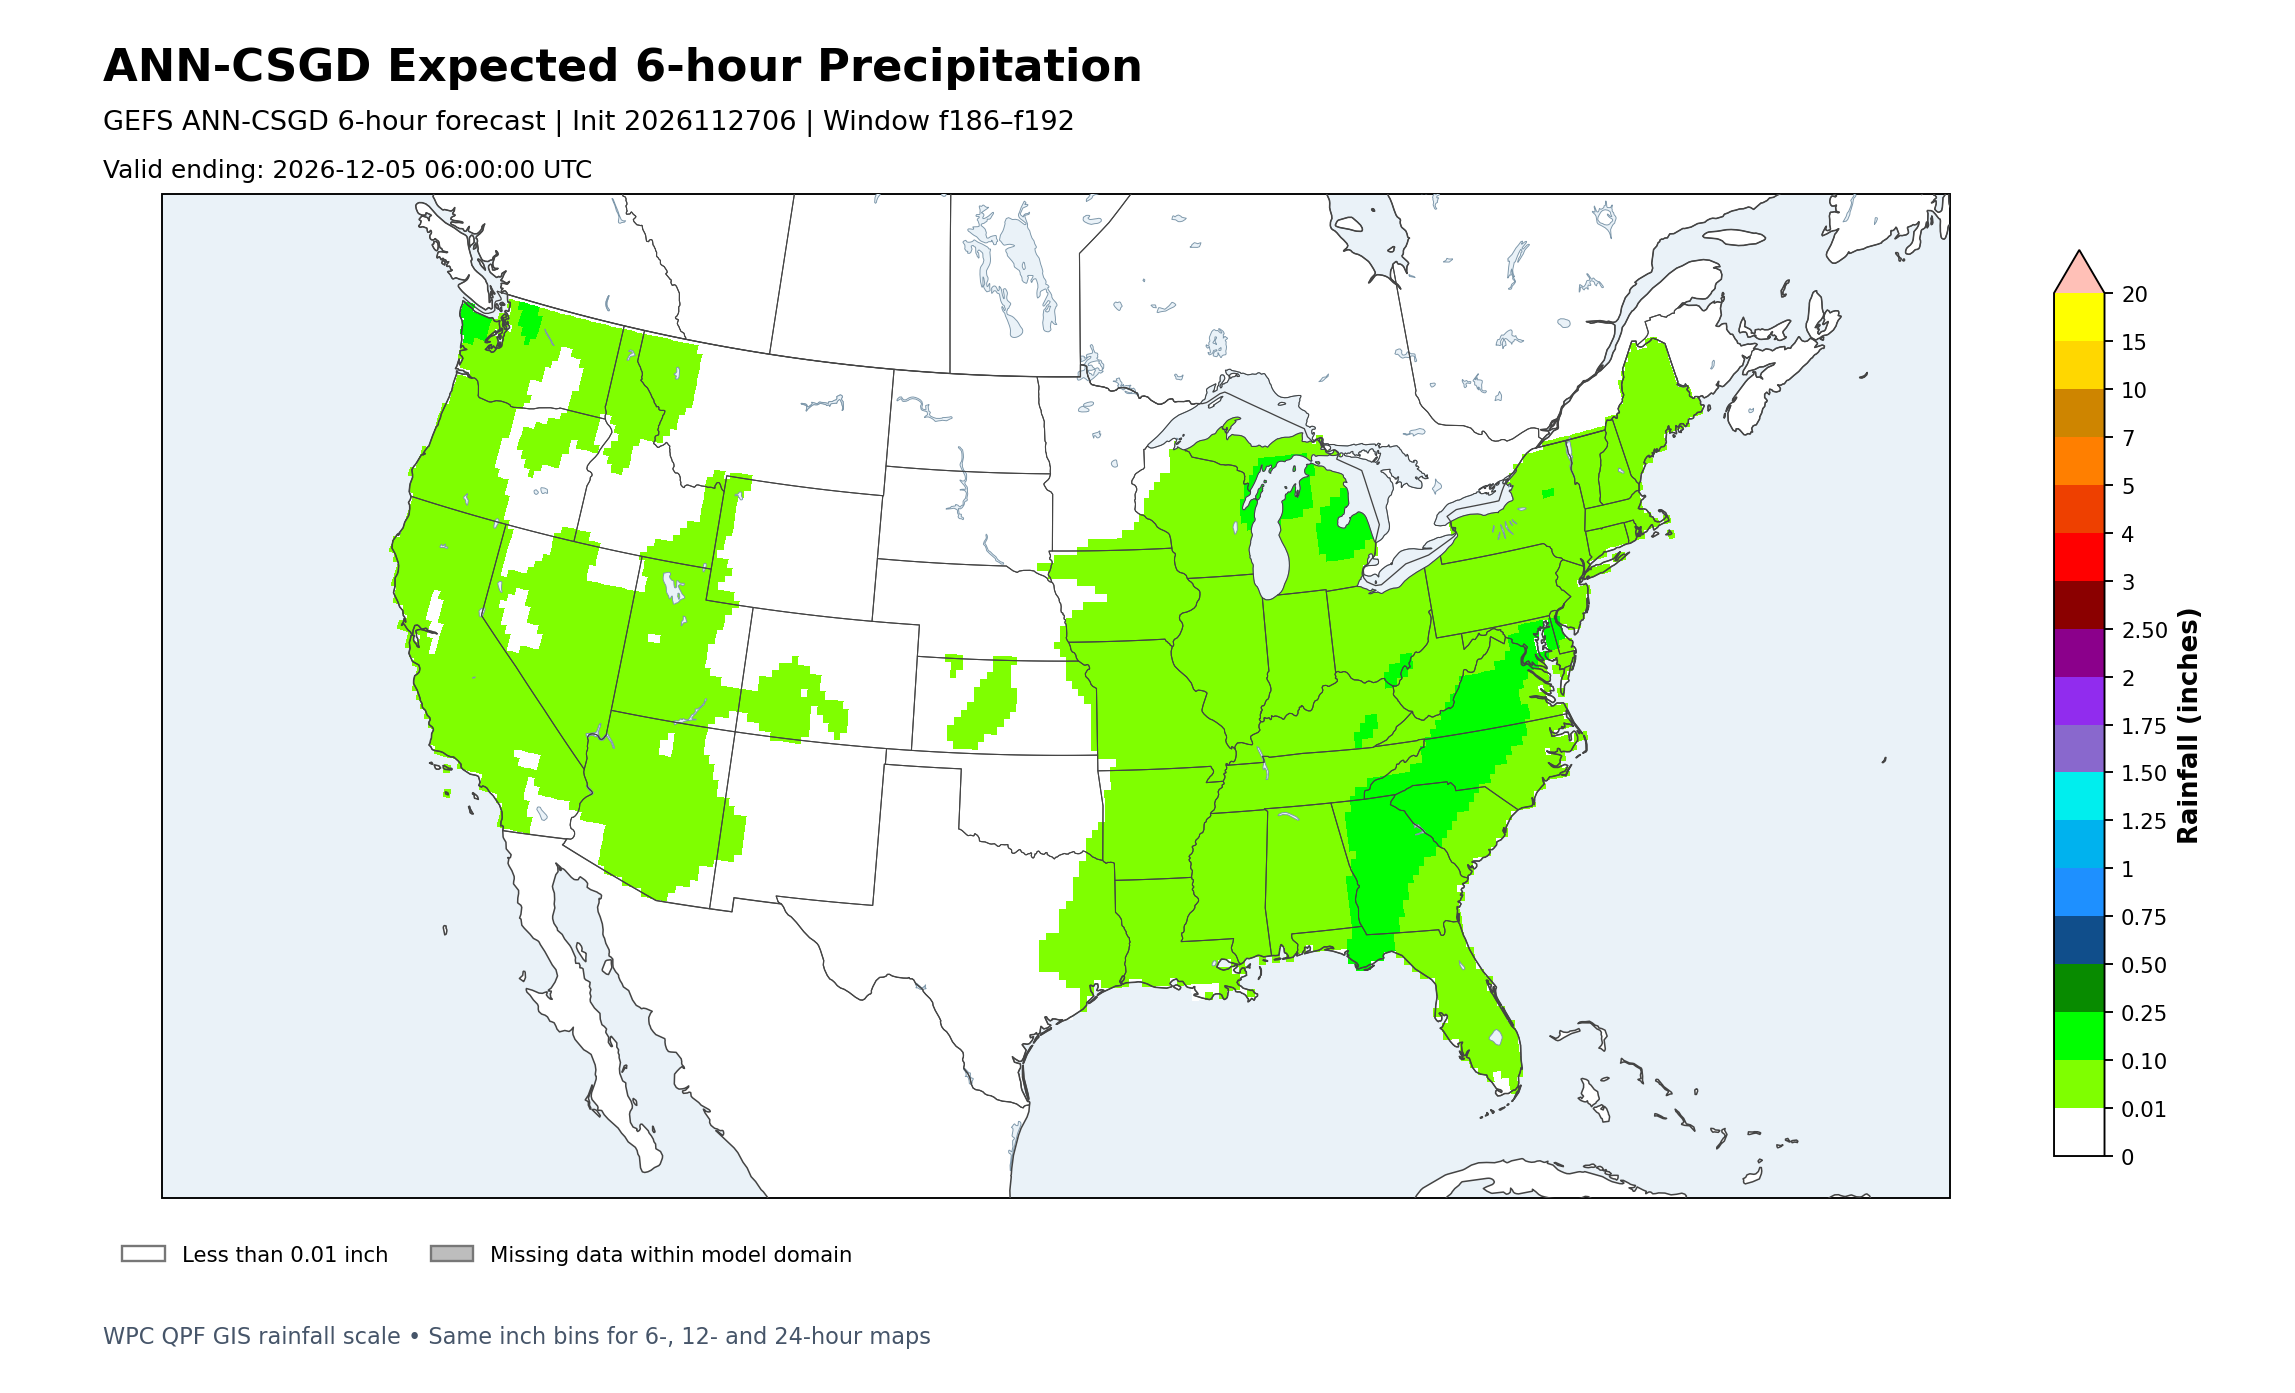 ANN-CSGD Expected 6-hour Precipitation
GEFS ANN-CSGD 6-hour forecast | Init 2026112706 | Window f186–f192
Valid ending: 2026-12-05 06:00:00 UTC
20
15
10
7
5
4
3
2.50
2
1.75
1.50
1.25
1
0.75
0.50
0.25
0.10
0.01
0
Rainfall (inches)
Less than 0.01 inch
Missing data within model domain
WPC QPF GIS rainfall scale • Same inch bins for 6-, 12- and 24-hour maps